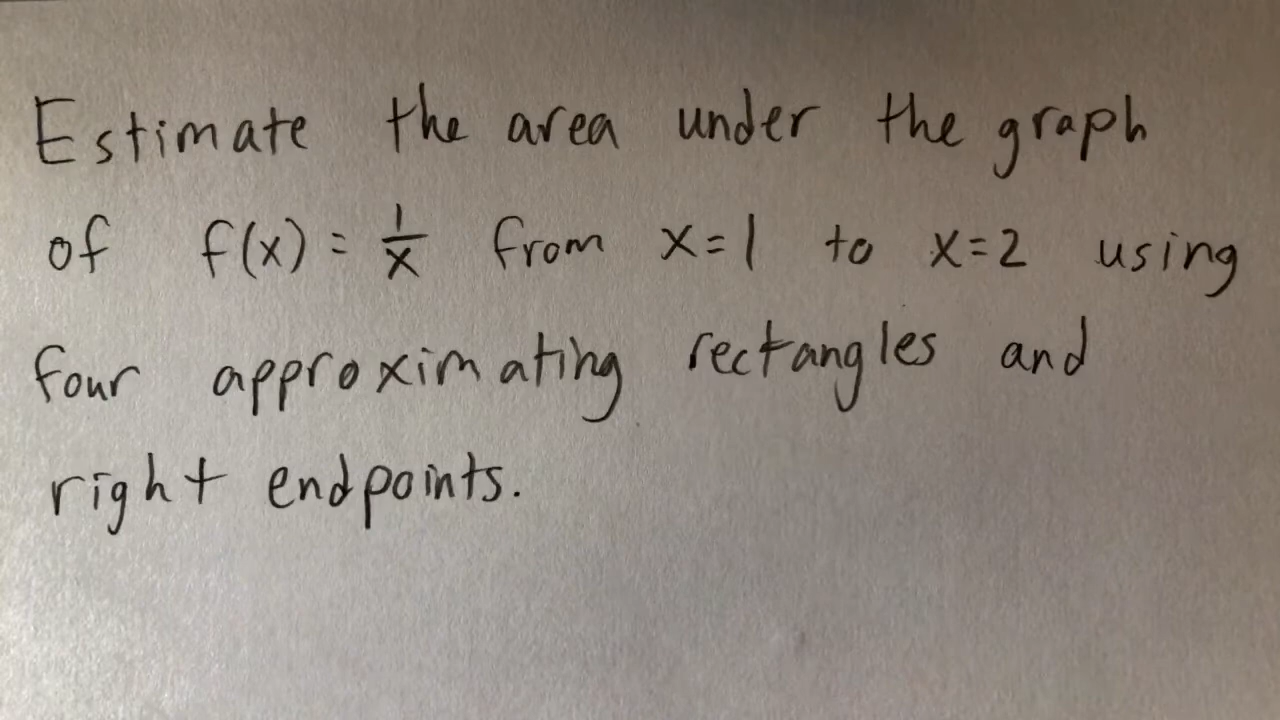 Estimate the area under the graph
of f(x) = 1/x from x=1 to x=2 using
four approximating rectangles and
right endpoints.